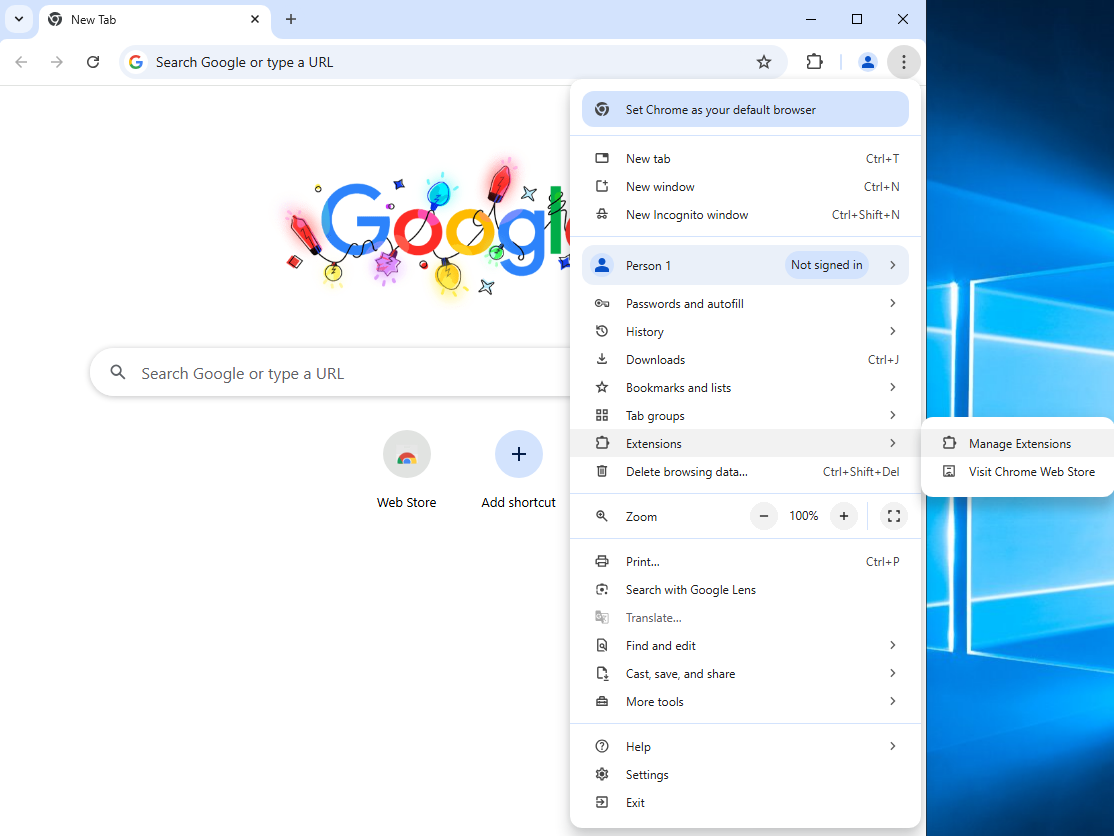 New Tab
Search Google or type a URL
Set Chrome as your default browser
New tab Ctrl+T
New window Ctrl+N
New Incognito window Ctrl+Shift+N
Google
Person 1 Not signed in
Passwords and autofill
History
Downloads Ctrl+J
Search Google or type a URL
Bookmarks and lists
Tab groups
Extensions
Manage Extensions
Delete browsing data... Ctrl+Shift+Del
Visit Chrome Web Store
Web Store
Add shortcut
Zoom 100%
Print... Ctrl+P
Search with Google Lens
Translate...
Find and edit
Cast, save, and share
More tools
Help
Settings
Exit